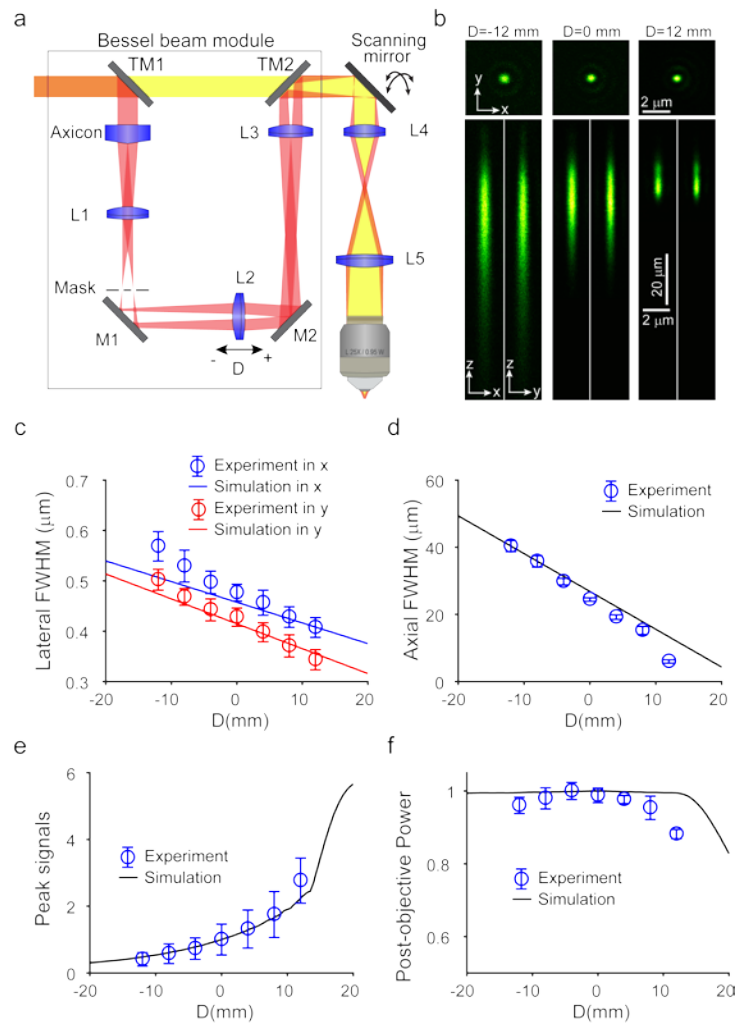 a
Bessel beam module
TM1
TM2
Scanning
mirror
Axicon
L3
L4
L1
L5
Mask
L2
M1
M2
- +
D
L 25X / 0.95 W
b
D=-12 mm
D=0 mm
D=12 mm
y
x
2 μm
20 μm
2 μm
z
x
z
y
c
Experiment in x
Simulation in x
Experiment in y
Simulation in y
Lateral FWHM (μm)
0.7
0.6
0.5
0.4
0.3
-20 -10 0 10 20
D(mm)
d
Experiment
Simulation
Axial FWHM (μm)
60
40
20
0
-20 -10 0 10 20
D(mm)
e
Experiment
Simulation
Peak signals
6
4
2
0
-20 -10 0 10 20
D(mm)
f
Experiment
Simulation
Post-objective Power
1
0.8
0.6
-20 -10 0 10 20
D(mm)